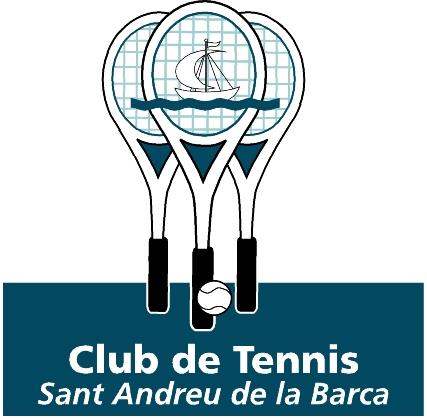 Club de Tennis
Sant Andreu de la Barca